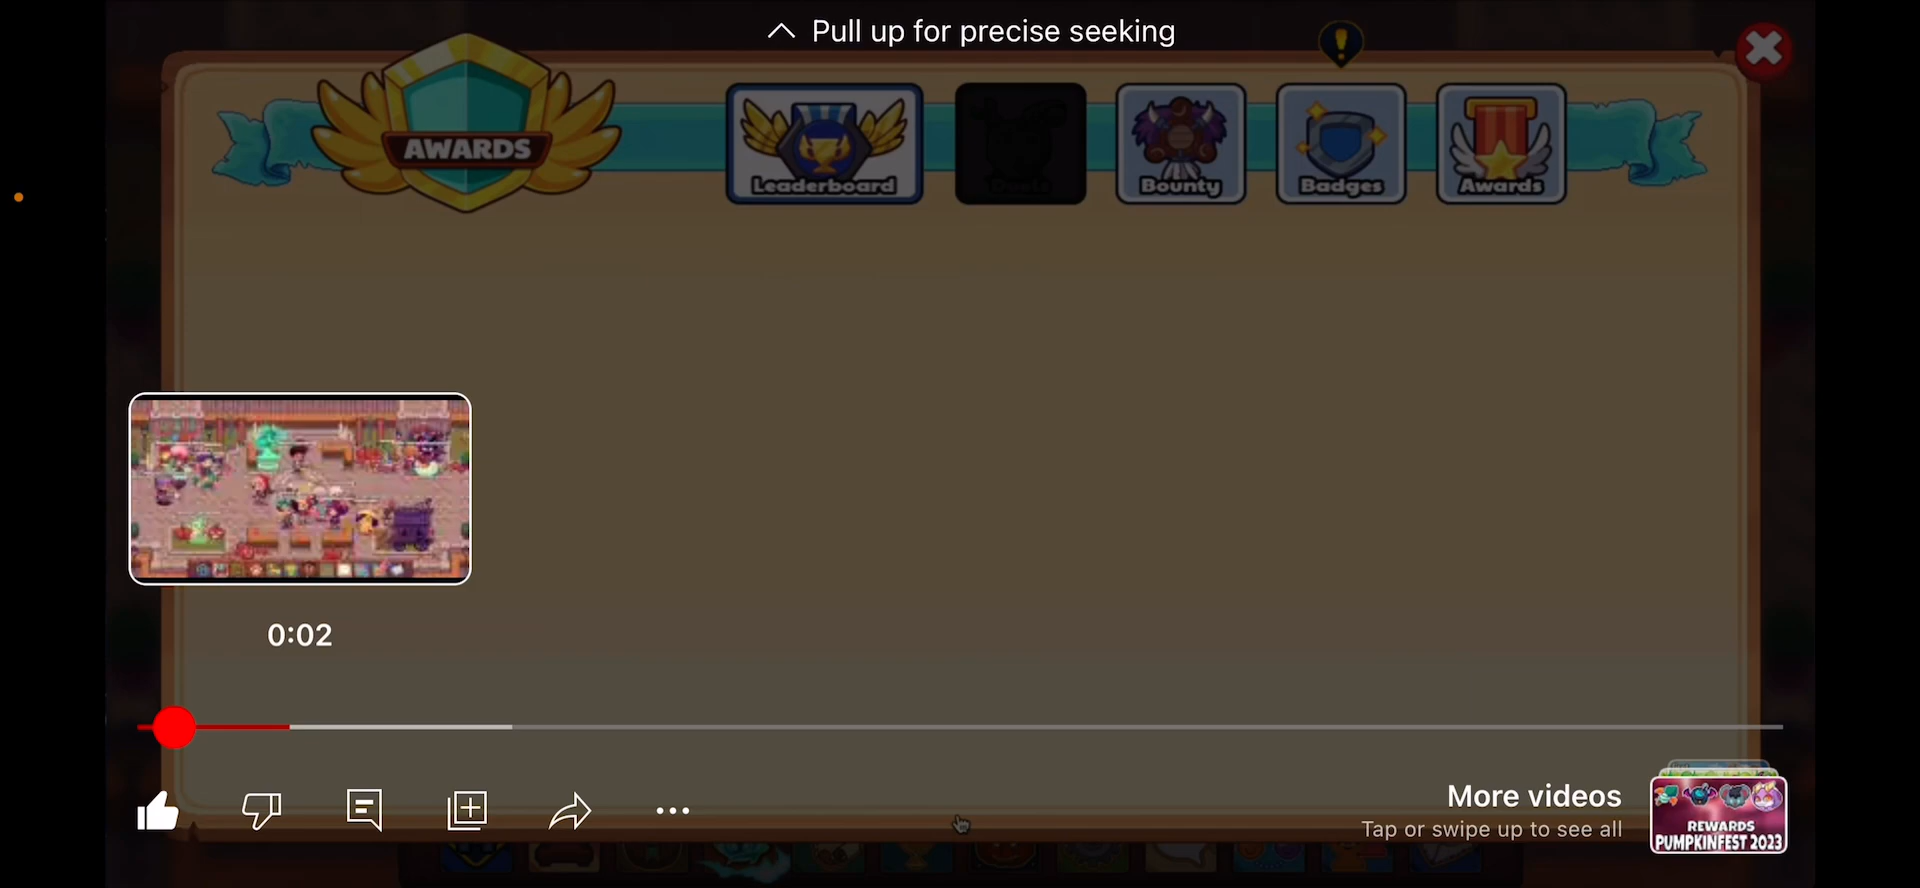 Pull up for precise seeking
AWARDS
Leaderboard
Duels
Bounty
Badges
Awards
0:02
More videos
Tap or swipe up to see all
REWARDS
PUMPKINFEST 2023